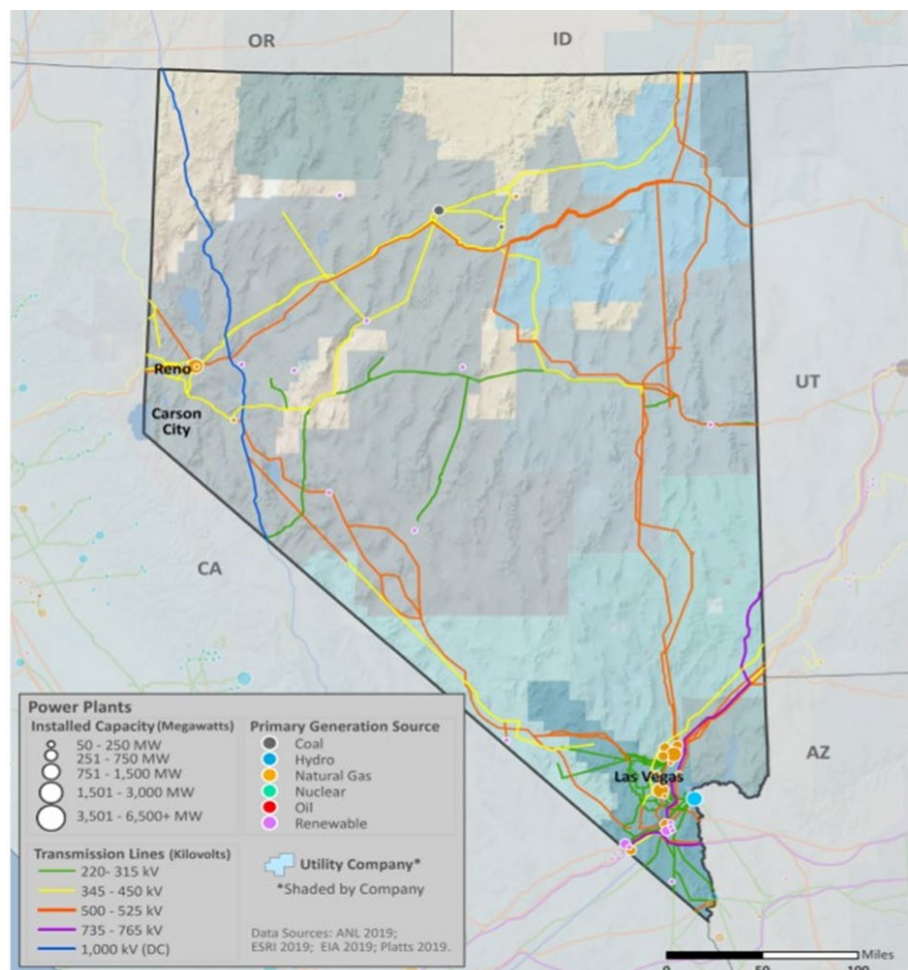 OR
ID
Reno
Carson
City
UT
CA
Las Vegas
AZ
Power Plants
Installed Capacity (Megawatts)
50 - 250 MW
251 - 750 MW
751 - 1,500 MW
1,501 - 3,000 MW
3,501 - 6,500+ MW
Primary Generation Source
Coal
Hydro
Natural Gas
Nuclear
Oil
Renewable
Transmission Lines (Kilovolts)
220- 315 kV
345 - 450 kV
500 - 525 kV
735 - 765 kV
1,000 kV (DC)
Utility Company*
*Shaded by Company
Data Sources: ANL 2019;
ESRI 2019; EIA 2019; Platts 2019.
Miles
0 50 100